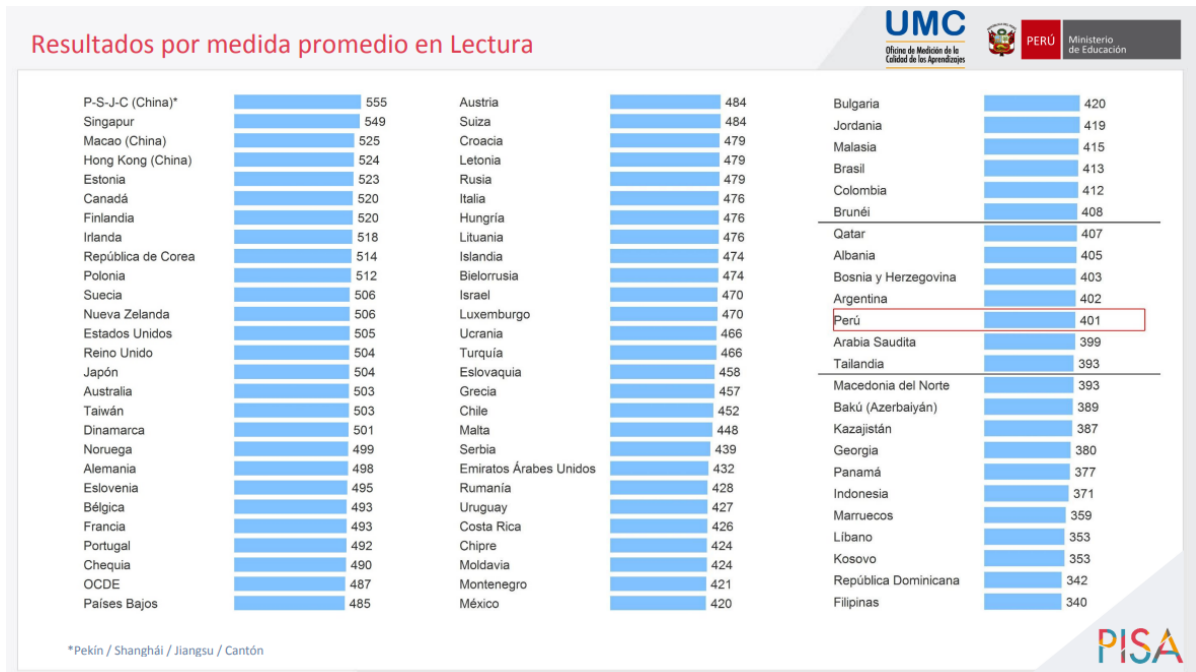 Resultados por medida promedio en Lectura
UMC
Oficina de Medición de la
Calidad de los Aprendizajes
PERÚ
Ministerio
de Educación
P-S-J-C (China)* 555
Singapur 549
Macao (China) 525
Hong Kong (China) 524
Estonia 523
Canadá 520
Finlandia 520
Irlanda 518
República de Corea 514
Polonia 512
Suecia 506
Nueva Zelanda 506
Estados Unidos 505
Reino Unido 504
Japón 504
Australia 503
Taiwán 503
Dinamarca 501
Noruega 499
Alemania 498
Eslovenia 495
Bélgica 493
Francia 493
Portugal 492
Chequia 490
OCDE 487
Países Bajos 485
Austria 484
Suiza 484
Croacia 479
Letonia 479
Rusia 479
Italia 476
Hungría 476
Lituania 476
Islandia 474
Bielorrusia 474
Israel 470
Luxemburgo 470
Ucrania 466
Turquía 466
Eslovaquia 458
Grecia 457
Chile 452
Malta 448
Serbia 439
Emiratos Árabes Unidos 432
Rumanía 428
Uruguay 427
Costa Rica 426
Chipre 424
Moldavia 424
Montenegro 421
México 420
Bulgaria 420
Jordania 419
Malasia 415
Brasil 413
Colombia 412
Brunéi 408
Qatar 407
Albania 405
Bosnia y Herzegovina 403
Argentina 402
Perú 401
Arabia Saudita 399
Tailandia 393
Macedonia del Norte 393
Bakú (Azerbaiyán) 389
Kazajistán 387
Georgia 380
Panamá 377
Indonesia 371
Marruecos 359
Líbano 353
Kosovo 353
República Dominicana 342
Filipinas 340
*Pekín / Shanghái / Jiangsu / Cantón
PISA